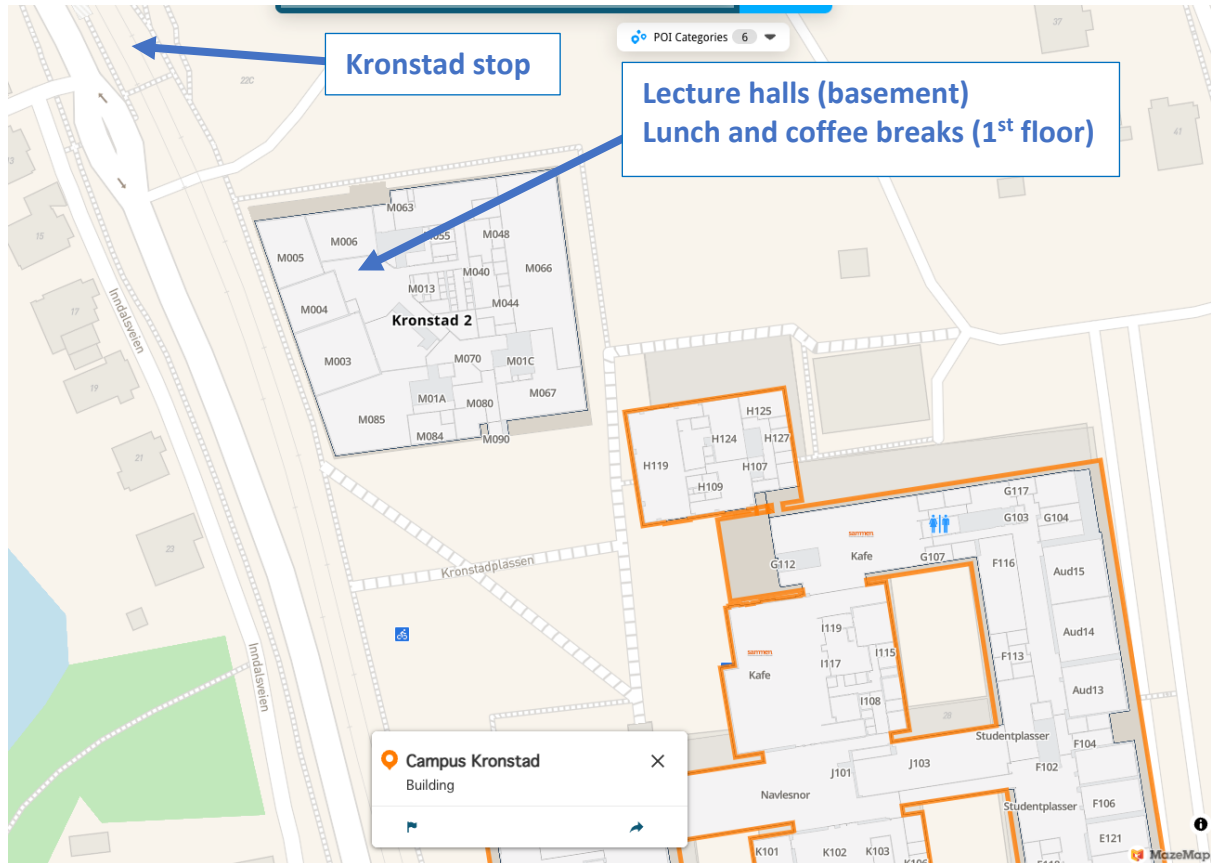 POI Categories 6
37
Kronstad stop
22C
Lecture halls (basement)
Lunch and coffee breaks (1st floor)
41
13
15
17
19
21
23
Inndalsveien
M063
M006
M055
M048
M005
M066
M040
M013
M004
M044
Kronstad 2
M003
M070
M01C
M01A
M067
M080
M085
M084
M090
H125
H124
H127
H119
H107
H109
G117
G103
G104
sammen
Kafe
G107
G112
F116
Aud15
Kronstadplassen
I119
Aud14
sammen
I117
I115
F113
Kafe
Aud13
I108
28
Studentplasser
F104
Campus Kronstad
Building
J101
J103
F102
Navlesnor
Studentplasser
F106
Inndalsveien
E121
K101
K102
K103
K106
F110
MazeMap